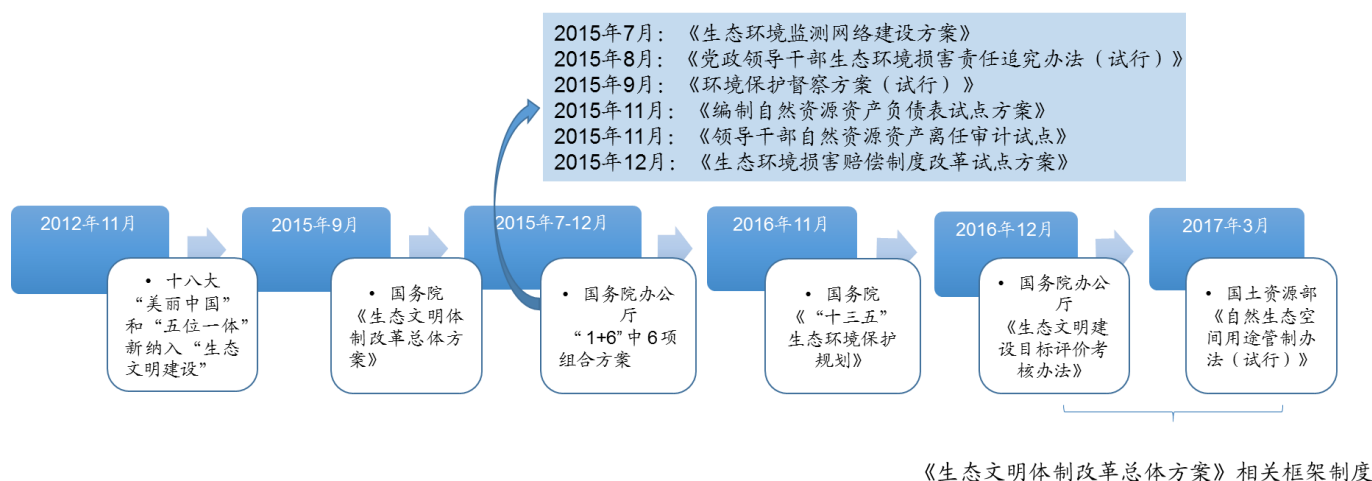 2015年7月：《生态环境监测网络建设方案》
2015年8月：《党政领导干部生态环境损害责任追究办法（试行）》
2015年9月：《环境保护督察方案（试行）》
2015年11月：《编制自然资源资产负债表试点方案》
2015年11月：《领导干部自然资源资产离任审计试点》
2015年12月：《生态环境损害赔偿制度改革试点方案》
2012年11月
• 十八大
“美丽中国”
和“五位一体”
新纳入“生态
文明建设”
2015年9月
• 国务院
《生态文明体
制改革总体方
案》
2015年7-12月
• 国务院办公
厅
“1+6”中6项
组合方案
2016年11月
• 国务院
《“十三五”
生态环境保护
规划》
2016年12月
• 国务院办公
厅
《生态文明建
设目标评价考
核办法》
2017年3月
• 国土资源部
《自然生态空
间用途管制办
法（试行）》
《生态文明体制改革总体方案》相关框架制度